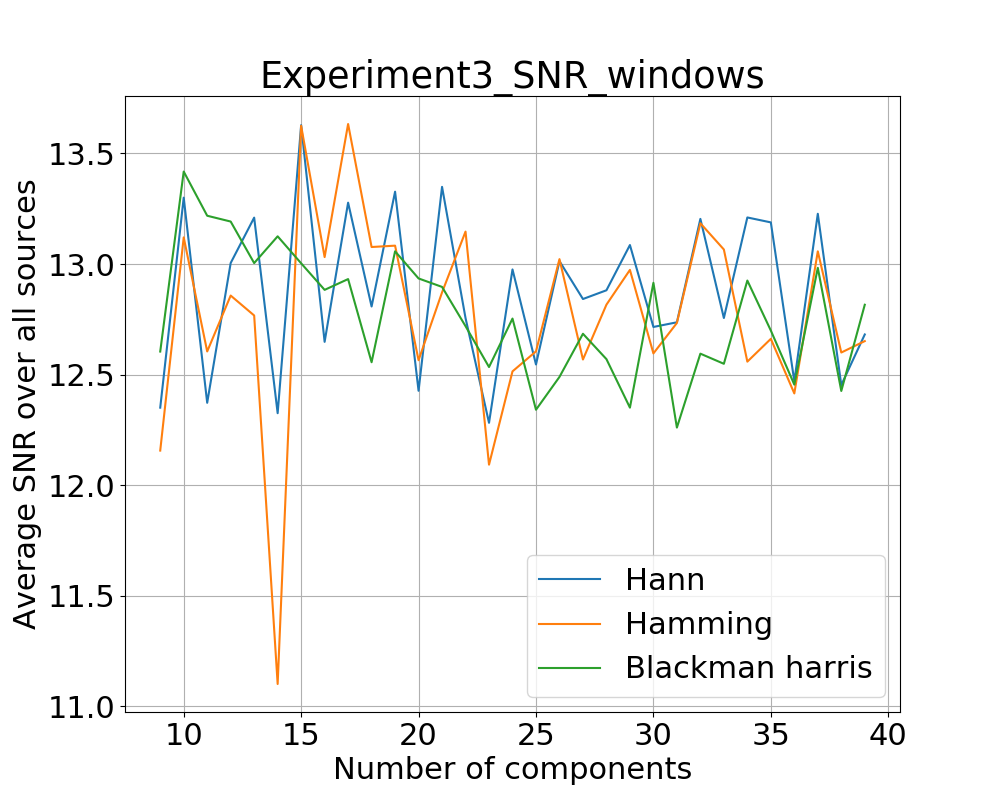 Experiment3_SNR_windows
Average SNR over all sources
13.5
13.0
12.5
12.0
11.5
11.0
Hann
Hamming
Blackman harris
10 15 20 25 30 35 40
Number of components